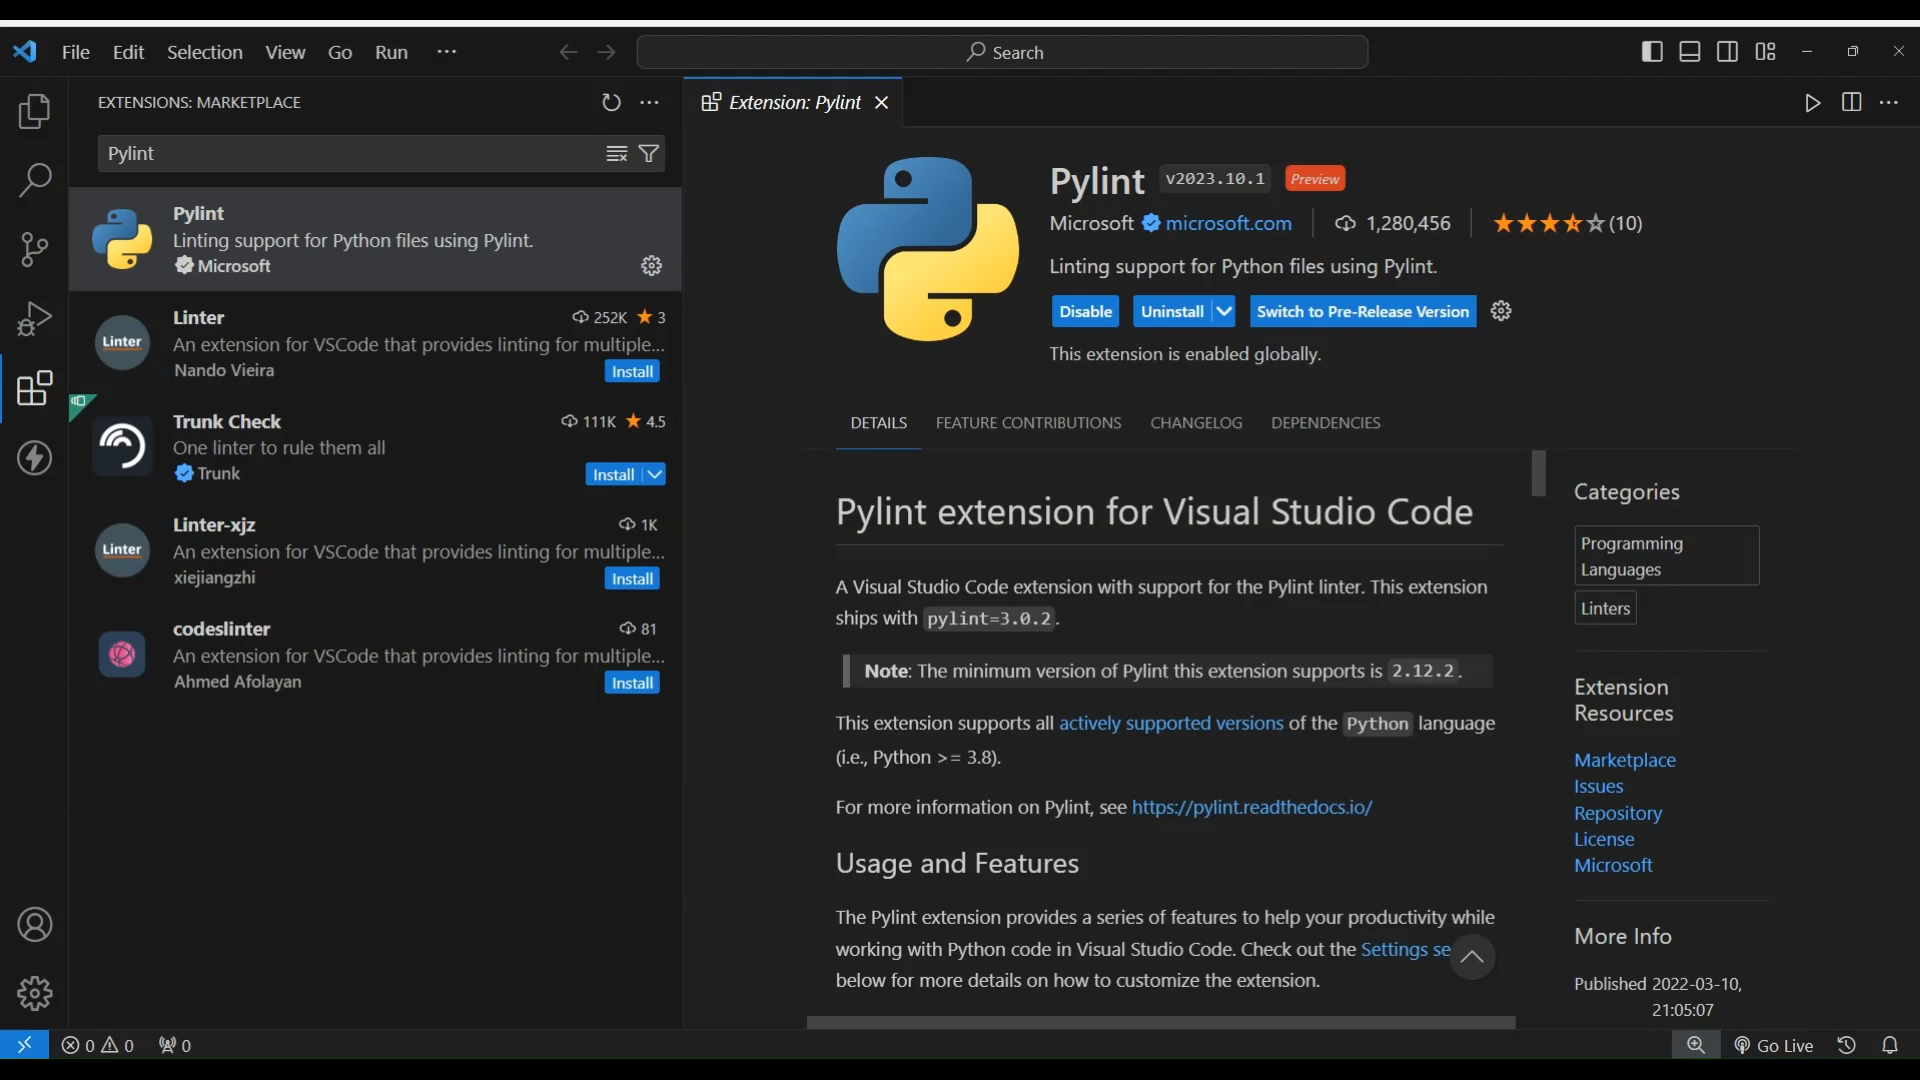 File Edit Selection View Go Run ··· Search
EXTENSIONS: MARKETPLACE
Pylint
Pylint
Linting support for Python files using Pylint.
Microsoft
Linter 252K 3
Linter
An extension for VSCode that provides linting for multiple...
Nando Vieira Install
Trunk Check 111K 4.5
One linter to rule them all
Trunk Install
Linter-xjz 1K
Linter
An extension for VSCode that provides linting for multiple...
xiejiangzhi Install
codeslinter 81
An extension for VSCode that provides linting for multiple...
Ahmed Afolayan Install
Extension: Pylint
Pylint v2023.10.1 Preview
Microsoft microsoft.com 1,280,456 (10)
Linting support for Python files using Pylint.
Disable Uninstall Switch to Pre-Release Version
This extension is enabled globally.
DETAILS FEATURE CONTRIBUTIONS CHANGELOG DEPENDENCIES
Pylint extension for Visual Studio Code
A Visual Studio Code extension with support for the Pylint linter. This extension
ships with pylint=3.0.2.
Note: The minimum version of Pylint this extension supports is 2.12.2.
This extension supports all actively supported versions of the Python language
(i.e., Python >= 3.8).
For more information on Pylint, see https://pylint.readthedocs.io/
Usage and Features
The Pylint extension provides a series of features to help your productivity while
working with Python code in Visual Studio Code. Check out the Settings se
below for more details on how to customize the extension.
Categories
Programming
Languages
Linters
Extension
Resources
Marketplace
Issues
Repository
License
Microsoft
More Info
Published 2022-03-10,
21:05:07
0 0 0 Go Live